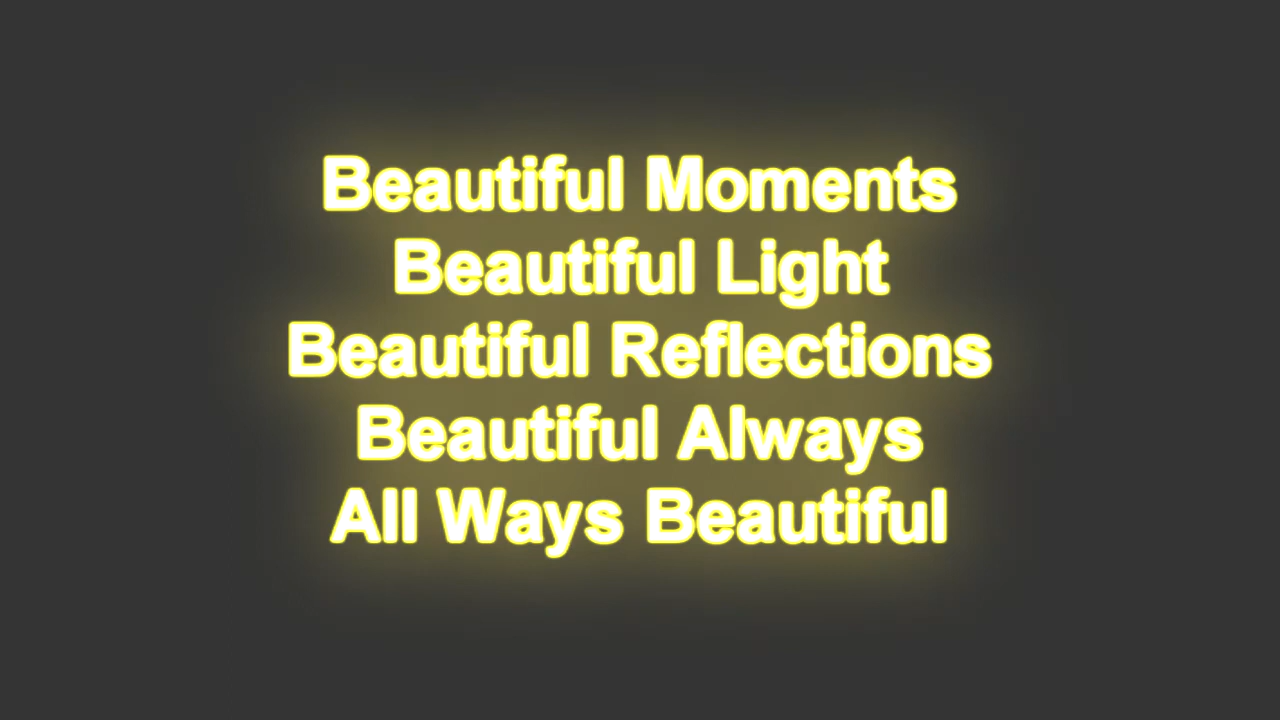 Beautiful Moments
Beautiful Light
Beautiful Reflections
Beautiful Always
All Ways Beautiful